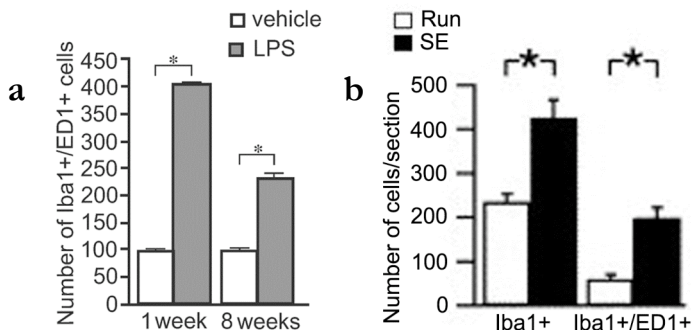 a
vehicle
LPS
Number of Iba1+/ED1+ cells
450
400
350
300
250
200
150
100
50
0
*
*
1 week
8 weeks
b
Run
SE
Number of cells/section
500
400
300
200
100
0
*
*
Iba1+
Iba1+/ED1+